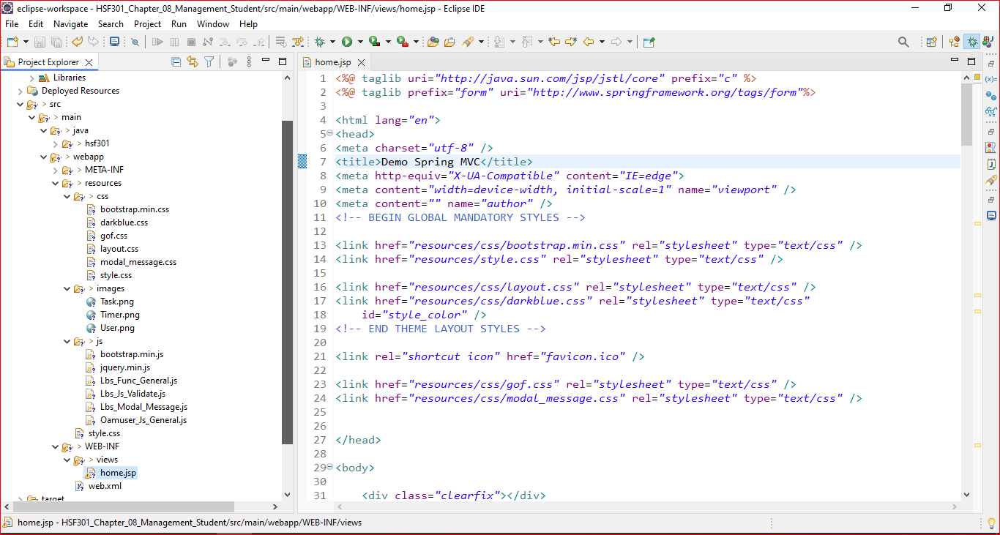 eclipse-workspace - HSF301_Chapter_08_Management_Student/src/main/webapp/WEB-INF/views/home.jsp - Eclipse IDE
File Edit Navigate Search Project Run Window Help
Project Explorer
Libraries
Deployed Resources
> src
> main
> java
> hsf301
> webapp
> META-INF
> resources
> css
bootstrap.min.css
darkblue.css
gof.css
layout.css
modal_message.css
style.css
> images
Task.png
Timer.png
User.png
> js
bootstrap.min.js
jquery.min.js
Lbs_Func_General.js
Lbs_Js_Validate.js
Lbs_Modal_Message.js
Oamuser_Js_General.js
style.css
> WEB-INF
> views
home.jsp
web.xml
target
home.jsp
1 <%@ taglib uri="http://java.sun.com/jsp/jstl/core" prefix="c" %>
2 <%@ taglib prefix="form" uri="http://www.springframework.org/tags/form"%>
3
4 <html lang="en">
5 <head>
6 <meta charset="utf-8" />
7 <title>Demo Spring MVC</title>
8 <meta http-equiv="X-UA-Compatible" content="IE=edge">
9 <meta content="width=device-width, initial-scale=1" name="viewport" />
10 <meta content="" name="author" />
11 <!-- BEGIN GLOBAL MANDATORY STYLES -->
12
13 <link href="resources/css/bootstrap.min.css" rel="stylesheet" type="text/css" />
14 <link href="resources/style.css" rel="stylesheet" type="text/css" />
15
16 <link href="resources/css/layout.css" rel="stylesheet" type="text/css" />
17 <link href="resources/css/darkblue.css" rel="stylesheet" type="text/css"
18 id="style_color" />
19 <!-- END THEME LAYOUT STYLES -->
20
21 <link rel="shortcut icon" href="favicon.ico" />
22
23 <link href="resources/css/gof.css" rel="stylesheet" type="text/css" />
24 <link href="resources/css/modal_message.css" rel="stylesheet" type="text/css" />
25
26
27 </head>
28
29 <body>
30
31 <div class="clearfix"></div>
home.jsp - HSF301_Chapter_08_Management_Student/src/main/webapp/WEB-INF/views